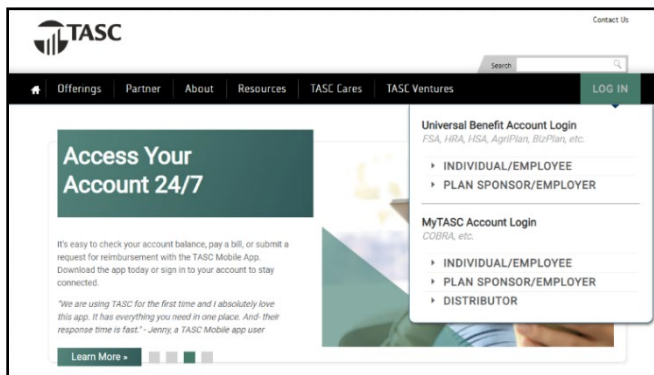 TASC
Contact Us
Search
Offerings
Partner
About
Resources
TASC Cares
TASC Ventures
LOG IN
Universal Benefit Account Login
FSA, HRA, HSA, AgriPlan, BizPlan, etc.
INDIVIDUAL/EMPLOYEE
PLAN SPONSOR/EMPLOYER
MyTASC Account Login
COBRA, etc.
INDIVIDUAL/EMPLOYEE
PLAN SPONSOR/EMPLOYER
DISTRIBUTOR
Access Your
Account 24/7
It's easy to check your account balance, pay a bill, or submit a
request for reimbursement with the TASC Mobile App.
Download the app today or sign in to your account to stay
connected.
"We are using TASC for the first time and I absolutely love
this app. It has everything you need in one place. And- their
response time is fast." - Jenny, a TASC Mobile app user
Learn More »